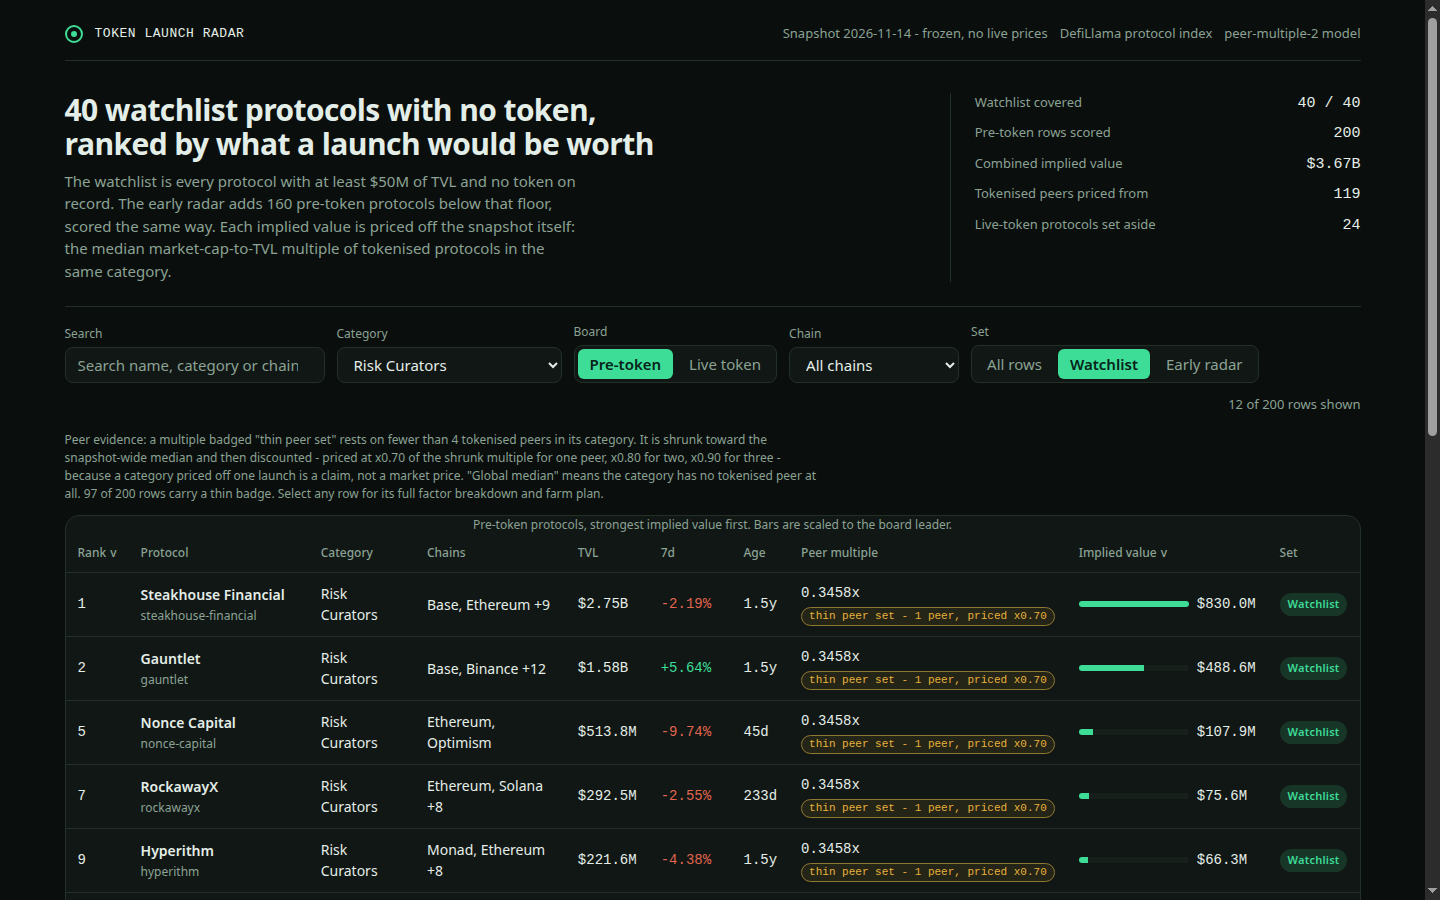 TOKEN LAUNCH RADAR
Snapshot 2026-11-14 - frozen, no live prices DefiLlama protocol index peer-multiple-2 model
40 watchlist protocols with no token,
ranked by what a launch would be worth
The watchlist is every protocol with at least $50M of TVL and no token on
record. The early radar adds 160 pre-token protocols below that floor,
scored the same way. Each implied value is priced off the snapshot itself:
the median market-cap-to-TVL multiple of tokenised protocols in the
same category.
Watchlist covered 40 / 40
Pre-token rows scored 200
Combined implied value $3.67B
Tokenised peers priced from 119
Live-token protocols set aside 24
Search Category Board Chain Set
Search name, category or chain Risk Curators Pre-token Live token All chains All rows Watchlist Early radar
12 of 200 rows shown
Peer evidence: a multiple badged "thin peer set" rests on fewer than 4 tokenised peers in its category. It is shrunk toward the
snapshot-wide median and then discounted - priced at x0.70 of the shrunk multiple for one peer, x0.80 for two, x0.90 for three -
because a category priced off one launch is a claim, not a market price. "Global median" means the category has no tokenised peer at
all. 97 of 200 rows carry a thin badge. Select any row for its full factor breakdown and farm plan.
Pre-token protocols, strongest implied value first. Bars are scaled to the board leader.
Rank v Protocol Category Chains TVL 7d Age Peer multiple Implied value v Set
1 Steakhouse Financial Risk Curators Base, Ethereum +9 $2.75B -2.19% 1.5y 0.3458x $830.0M Watchlist
steakhouse-financial thin peer set - 1 peer, priced x0.70
2 Gauntlet Risk Curators Base, Binance +12 $1.58B +5.64% 1.5y 0.3458x $488.6M Watchlist
gauntlet thin peer set - 1 peer, priced x0.70
5 Nonce Capital Risk Curators Ethereum, Optimism $513.8M -9.74% 45d 0.3458x $107.9M Watchlist
nonce-capital thin peer set - 1 peer, priced x0.70
7 RockawayX Risk Curators Ethereum, Solana +8 $292.5M -2.55% 233d 0.3458x $75.6M Watchlist
rockawayx thin peer set - 1 peer, priced x0.70
9 Hyperithm Risk Curators Monad, Ethereum +8 $221.6M -4.38% 1.5y 0.3458x $66.3M Watchlist
hyperithm thin peer set - 1 peer, priced x0.70